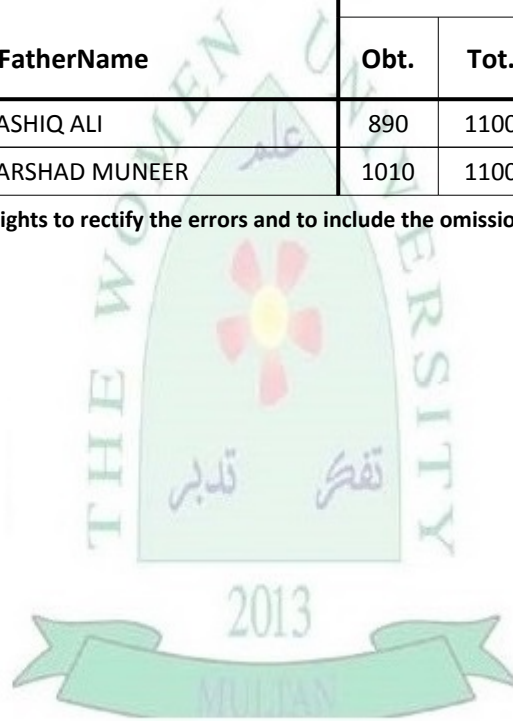 FatherName Obt. Tot.
ASHIQ ALI 890 1100
ARSHAD MUNEER 1010 1100
ights to rectify the errors and to include the omissio
THE WOMEN UNIVERSITY
علم
تدبر تفکر
2013
MULTAN